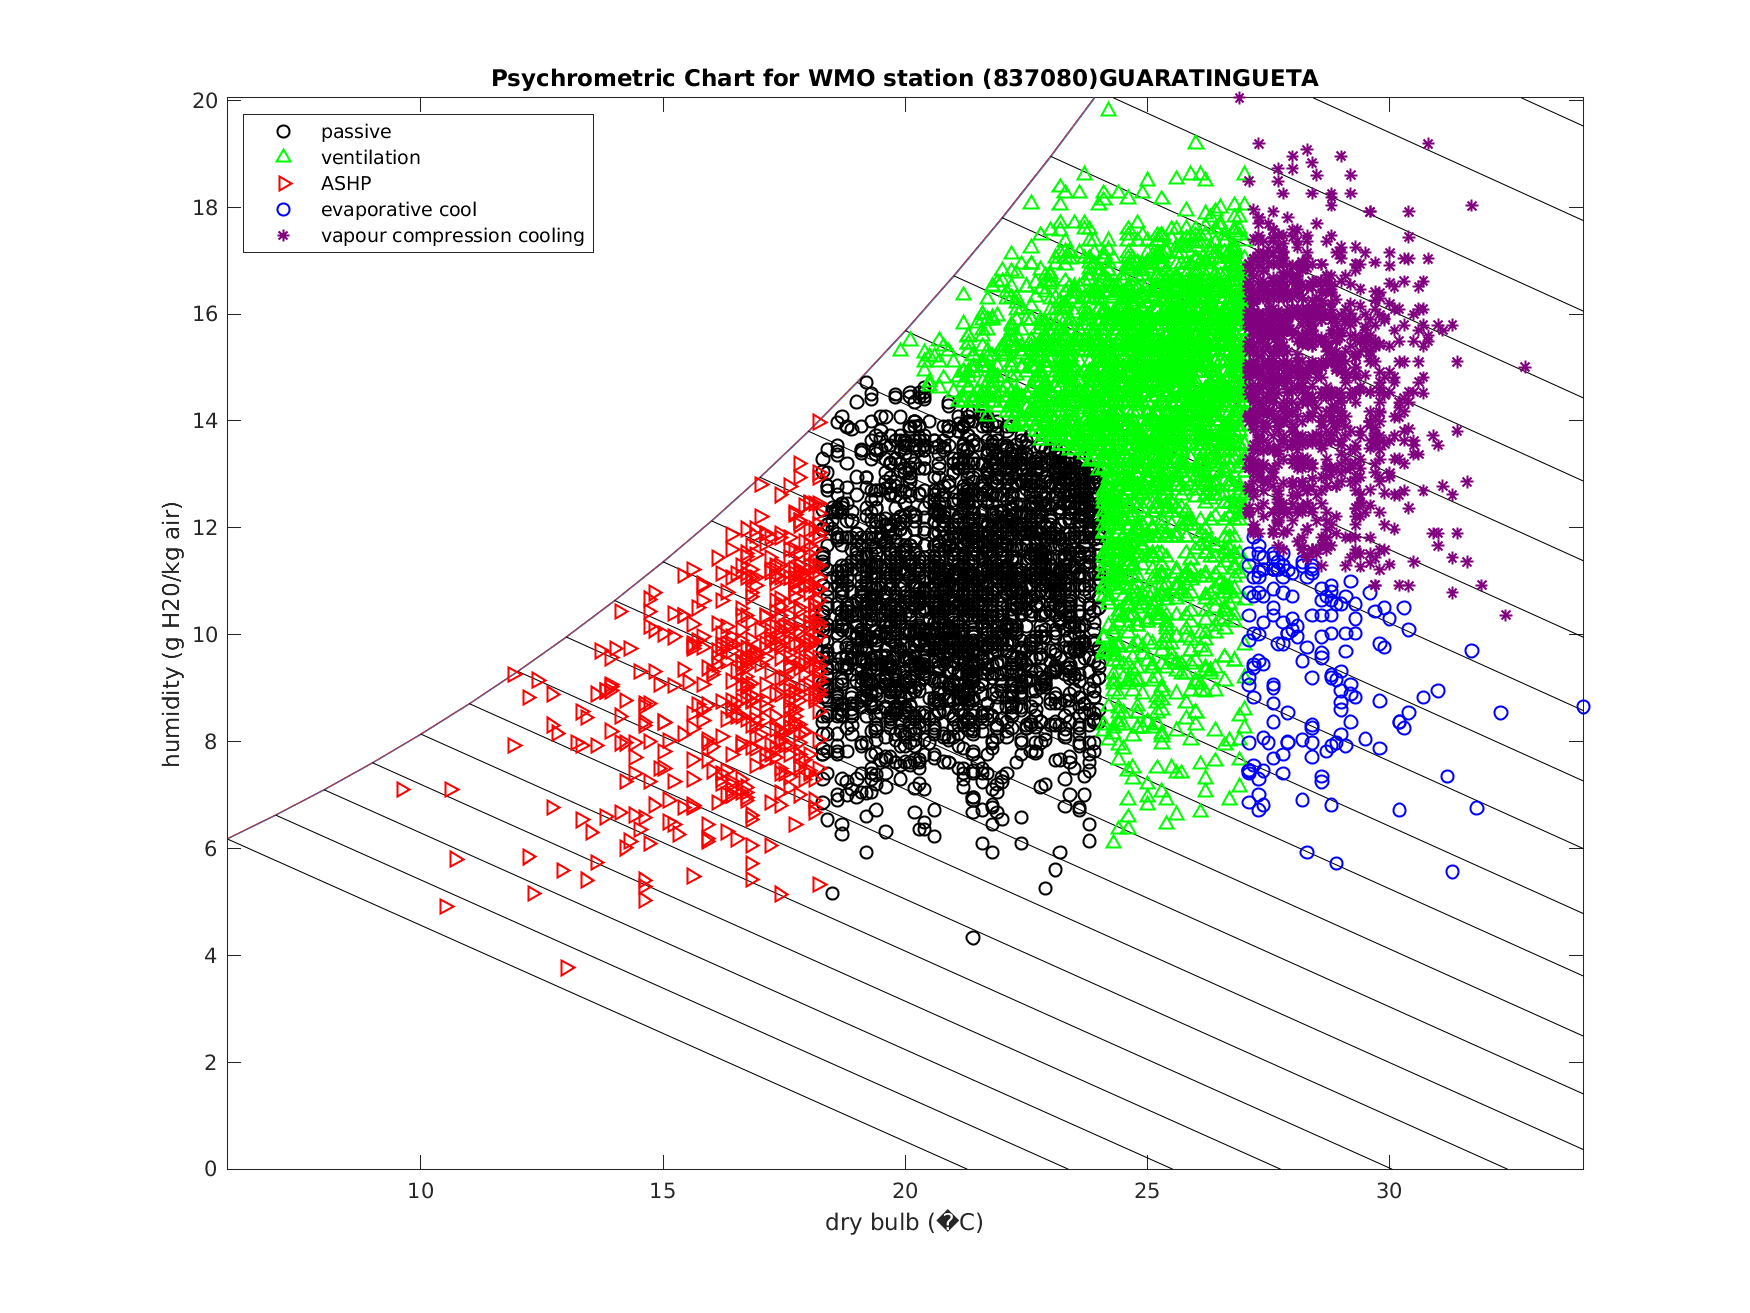 Psychrometric Chart for WMO station (837080)GUARATINGUETA
passive
ventilation
ASHP
evaporative cool
vapour compression cooling
20
18
16
14
12
10
8
6
4
2
0
humidity (g H20/kg air)
10 15 20 25 30
dry bulb (�C)